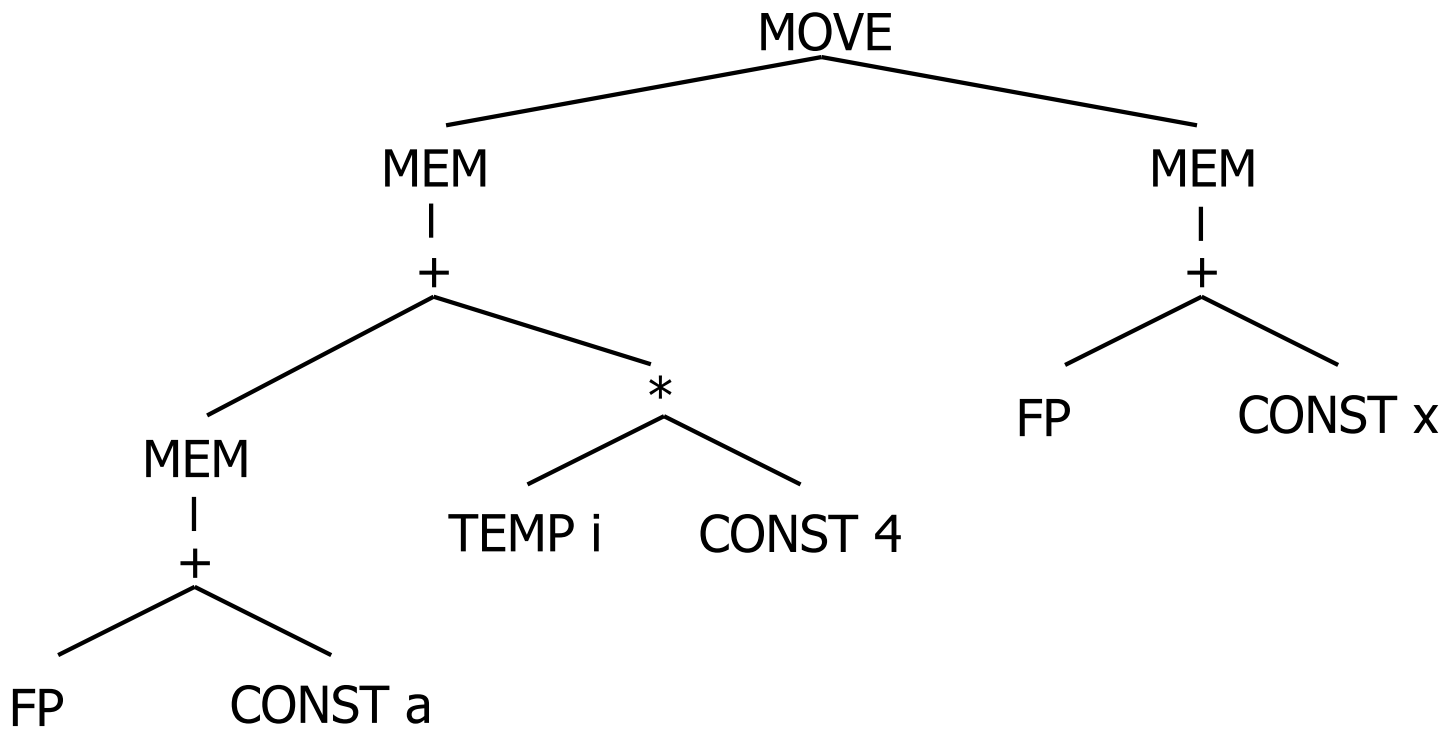 MOVE
MEM MEM
+ +
*
FP CONST x
MEM
TEMP i CONST 4
+
FP CONST a